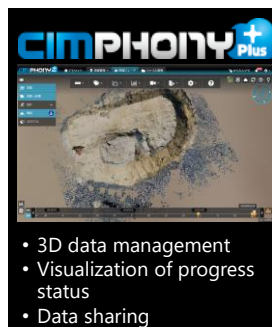 CIMPHONY Plus
• 3D data management
• Visualization of progress
status
• Data sharing